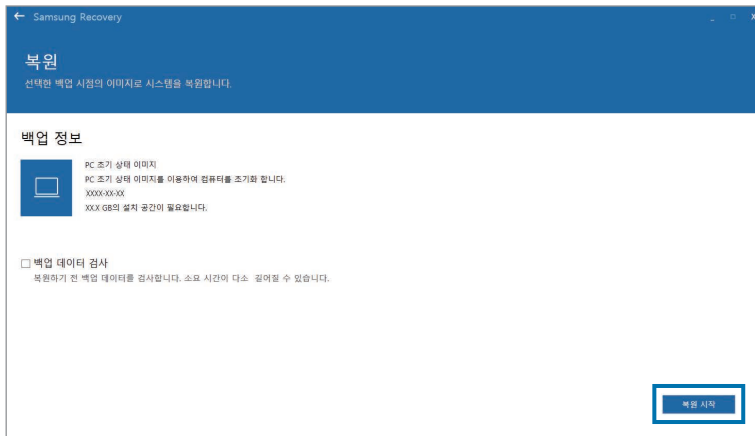 Samsung Recovery
복원
선택한 백업 시점의 이미지로 시스템을 복원합니다.
백업 정보
PC 초기 상태 이미지
PC 초기 상태 이미지를 이용하여 컴퓨터를 초기화 합니다.
XXXX-XX-XX
XX.X GB의 설치 공간이 필요합니다.
백업 데이터 검사
복원하기 전 백업 데이터를 검사합니다. 소요 시간이 다소 길어질 수 있습니다.
복원 시작